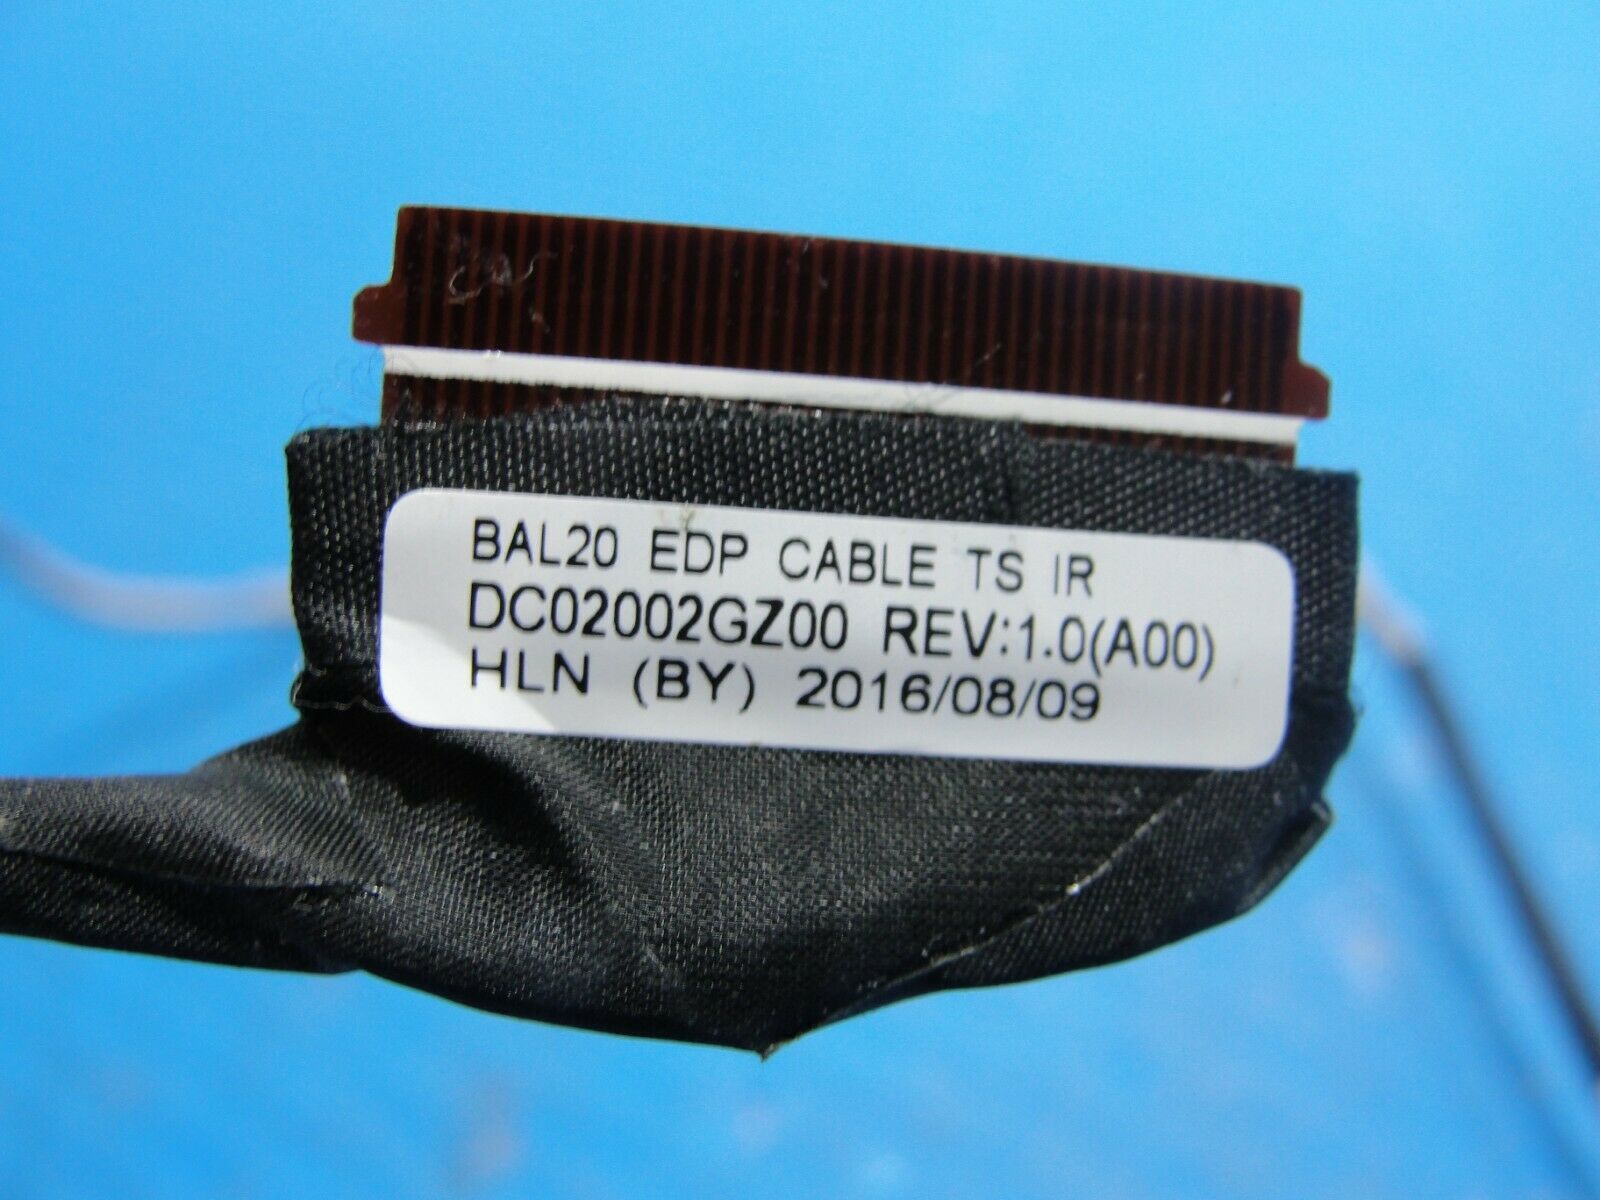 BAL20 EDP CABLE TS IR
DC02002GZ00 REV:1.0(A00)
HLN (BY) 2016/08/09